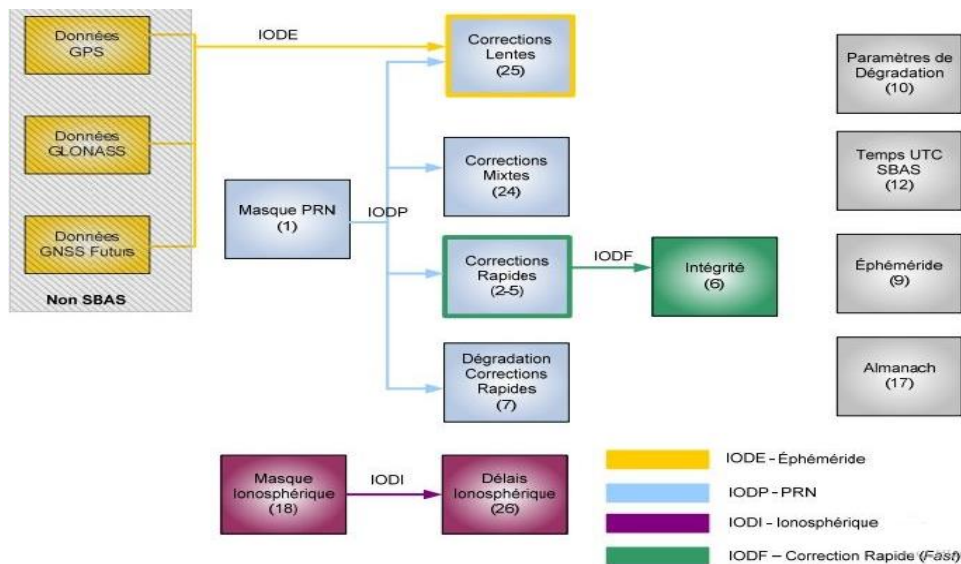 Données
GPS
Données
GLONASS
Données
GNSS Futurs
Non SBAS
IODE
Masque PRN
(1)
IODP
Corrections
Lentes
(25)
Corrections
Mixtes
(24)
Corrections
Rapides
(2-5)
Dégradation
Corrections
Rapides
(7)
IODF
Intégrité
(6)
Paramètres de
Dégradation
(10)
Temps UTC
SBAS
(12)
Éphéméride
(9)
Almanach
(17)
Masque
Ionosphérique
(18)
IODI
Délais
Ionosphérique
(26)
IODE - Éphéméride
IODP - PRN
IODI - Ionosphérique
IODF – Correction Rapide (Fast)